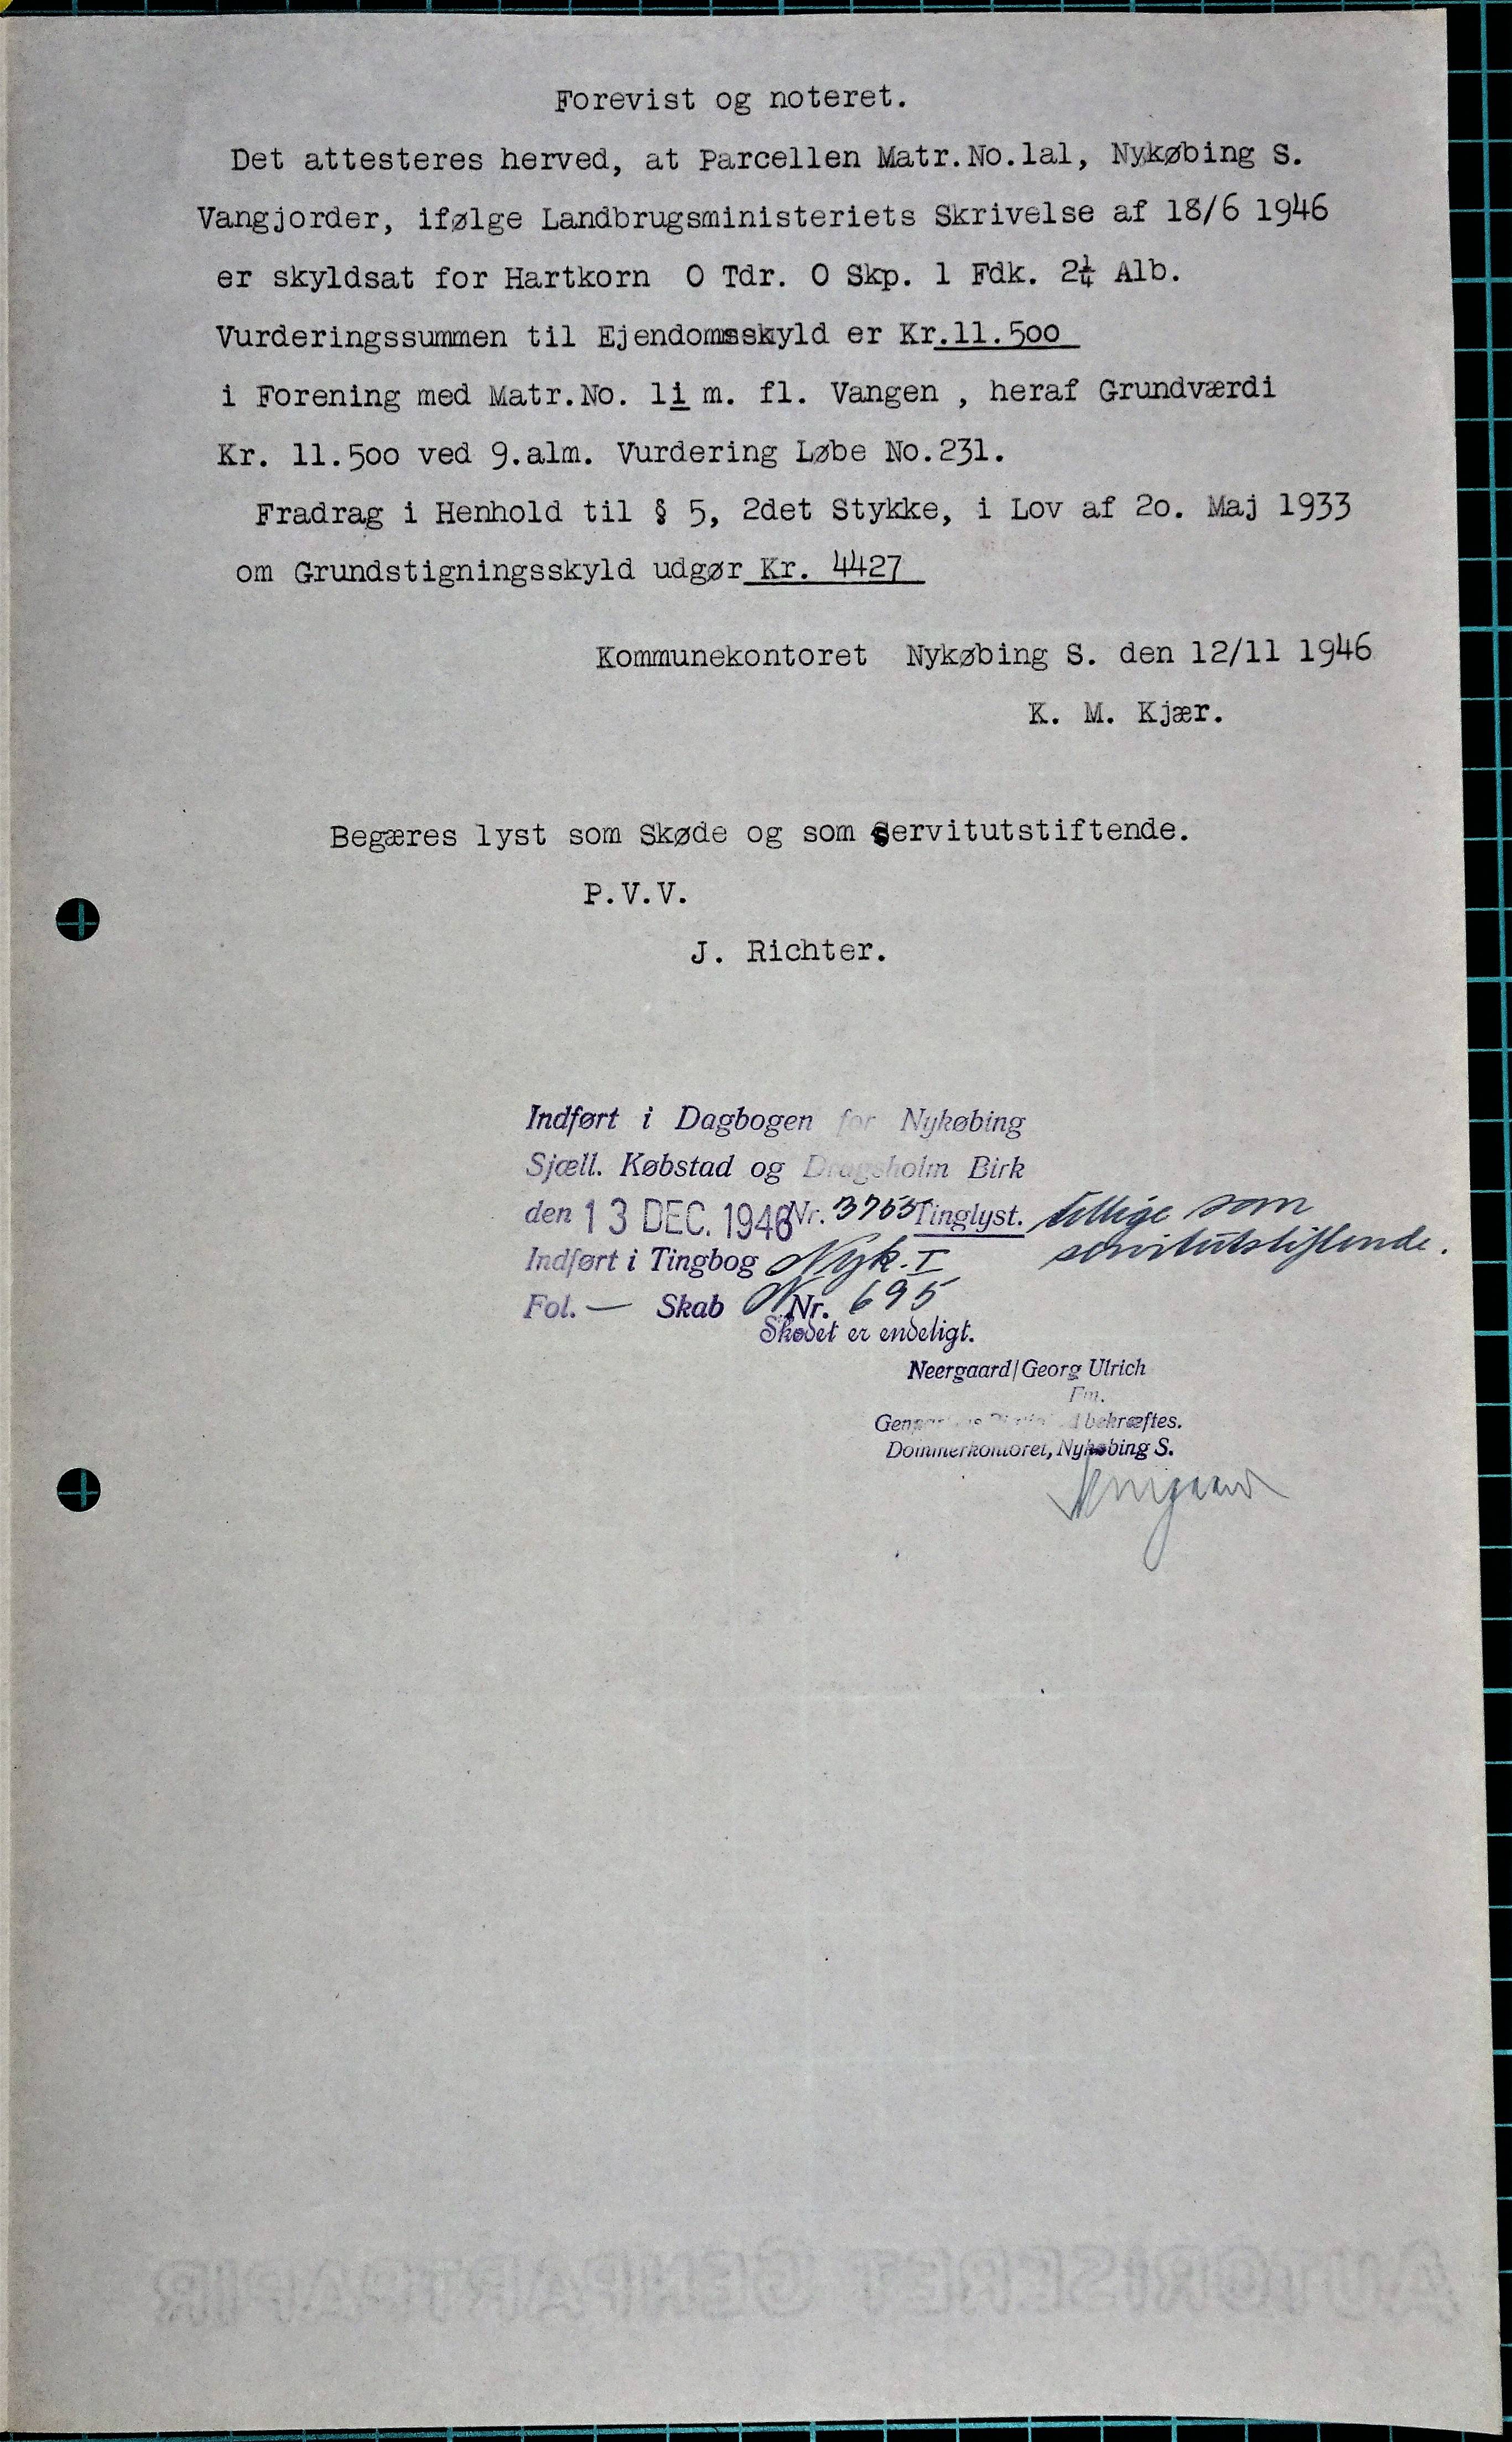 Forevist og noteret.
Det attesteres herved, at Parcellen Matr.No.1al, Nykøbing S.
Vangjorder, ifølge Landbrugsministeriets Skrivelse af 18/6 1946
er skyldsat for Hartkorn 0 Tdr. 0 Skp. 1 Fdk. 2¼ Alb.
Vurderingssummen til Ejendomsskyld er Kr.11.500
i Forening med Matr.No. 1i m. fl. Vangen , heraf Grundværdi
Kr. 11.500 ved 9.alm. Vurdering Løbe No.231.
Fradrag i Henhold til § 5, 2det Stykke, i Lov af 20. Maj 1933
om Grundstigningsskyld udgør Kr. 4427
Kommunekontoret Nykøbing S. den 12/11 1946
K. M. Kjær.
Begæres lyst som Skøde og som Servitutstiftende.
P.V.V.
J. Richter.
Indført i Dagbogen for Nykøbing
Sjæll. Købstad og Dragsholm Birk
den 13 DEC. 1946 Nr. 3753 Tinglyst. tillige som
servitutstiftende.
Indført i Tingbog Nyk. I
Fol. — Skab N Nr. 695
Skødet er endeligt.
Neergaard/Georg Ulrich
Fm.
bekræftes.
Dommerkontoret, Nykøbing S.
Neergaard
AUTORISERET GENPARTPAPIR